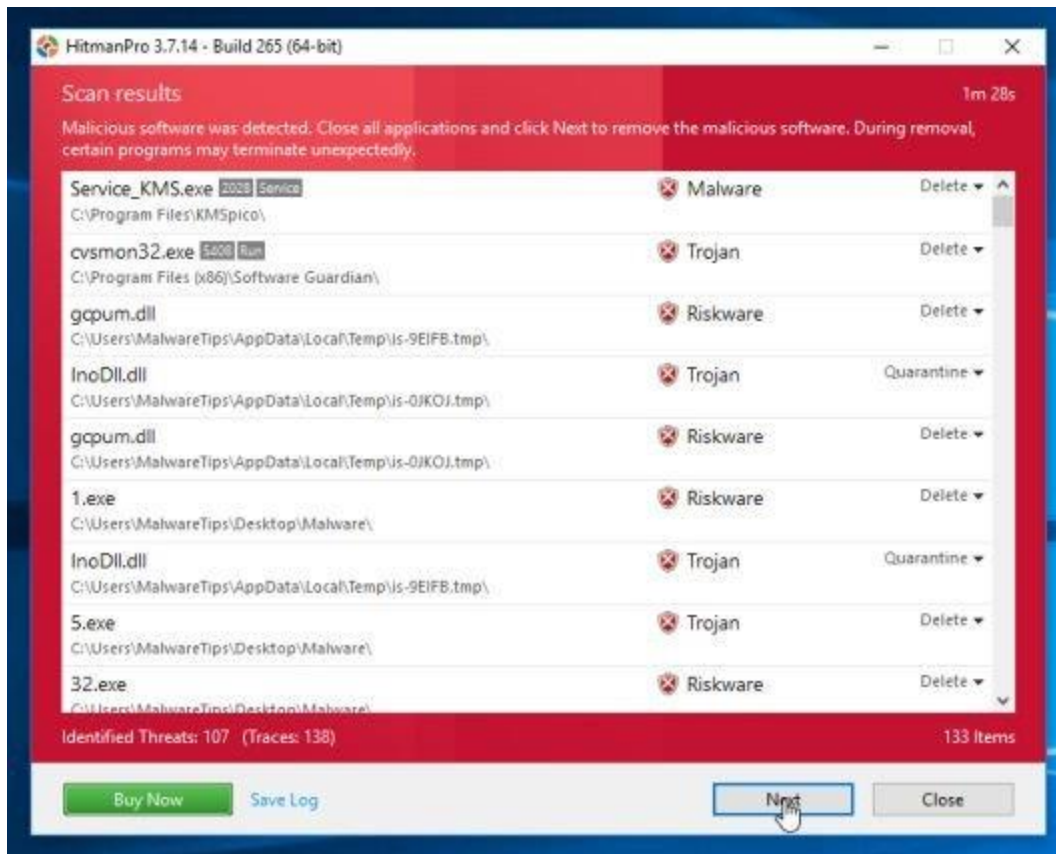 HitmanPro 3.7.14 - Build 265 (64-bit)
Scan results 1m 28s
Malicious software was detected. Close all applications and click Next to remove the malicious software. During removal,
certain programs may terminate unexpectedly.
Service_KMS.exe 2028 Service Malware Delete
C:\Program Files\KMSpico\
cvsmon32.exe 5408 Run Trojan Delete
C:\Program Files (x86)\Software Guardian\
gcpum.dll Riskware Delete
C:\Users\MalwareTips\AppData\Local\Temp\is-9EIFB.tmp\
InoDll.dll Trojan Quarantine
C:\Users\MalwareTips\AppData\Local\Temp\is-0JKOJ.tmp\
gcpum.dll Riskware Delete
C:\Users\MalwareTips\AppData\Local\Temp\is-0JKOJ.tmp\
1.exe Riskware Delete
C:\Users\MalwareTips\Desktop\Malware\
InoDll.dll Trojan Quarantine
C:\Users\MalwareTips\AppData\Local\Temp\is-9EIFB.tmp\
5.exe Trojan Delete
C:\Users\MalwareTips\Desktop\Malware\
32.exe Riskware Delete
C:\Users\MalwareTips\Desktop\Malware\
Identified Threats: 107 (Traces: 138) 133 Items
Buy Now Save Log Next Close